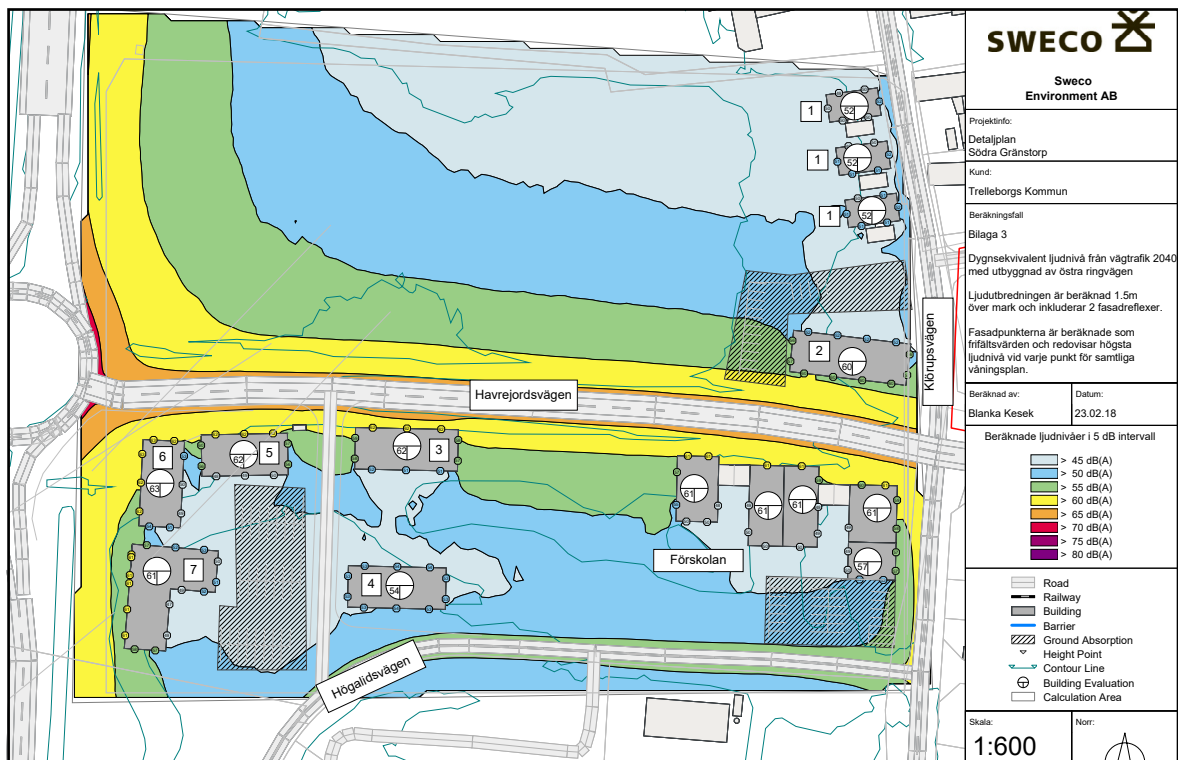 SWECO
Sweco
Environment AB
Projektinfo:
Detaljplan
Södra Gränstorp
Kund:
Trelleborgs Kommun
Beräkningsfall
Bilaga 3
Dygnsekvivalent ljudnivå från vägtrafik 2040
med utbyggnad av östra ringvägen
Ljudutbredningen är beräknad 1.5m
över mark och inkluderar 2 fasadreflexer.
Fasadpunkterna är beräknade som
frifältsvärden och redovisar högsta
ljudnivå vid varje punkt för samtliga
våningsplan.
Beräknad av:
Blanka Kesek
Datum:
23.02.18
Beräknade ljudnivåer i 5 dB intervall
> 45 dB(A)
> 50 dB(A)
> 55 dB(A)
> 60 dB(A)
> 65 dB(A)
> 70 dB(A)
> 75 dB(A)
> 80 dB(A)
Road
Railway
Building
Barrier
Ground Absorption
Height Point
Contour Line
Building Evaluation
Calculation Area
Skala:
1:600
Norr:
1
52
1
52
1
52
2
60
Klörupsvägen
Havrejordsvägen
6
63
62
5
62
3
61
61
61
61
57
Förskolan
61
7
4
54
Högalidsvägen